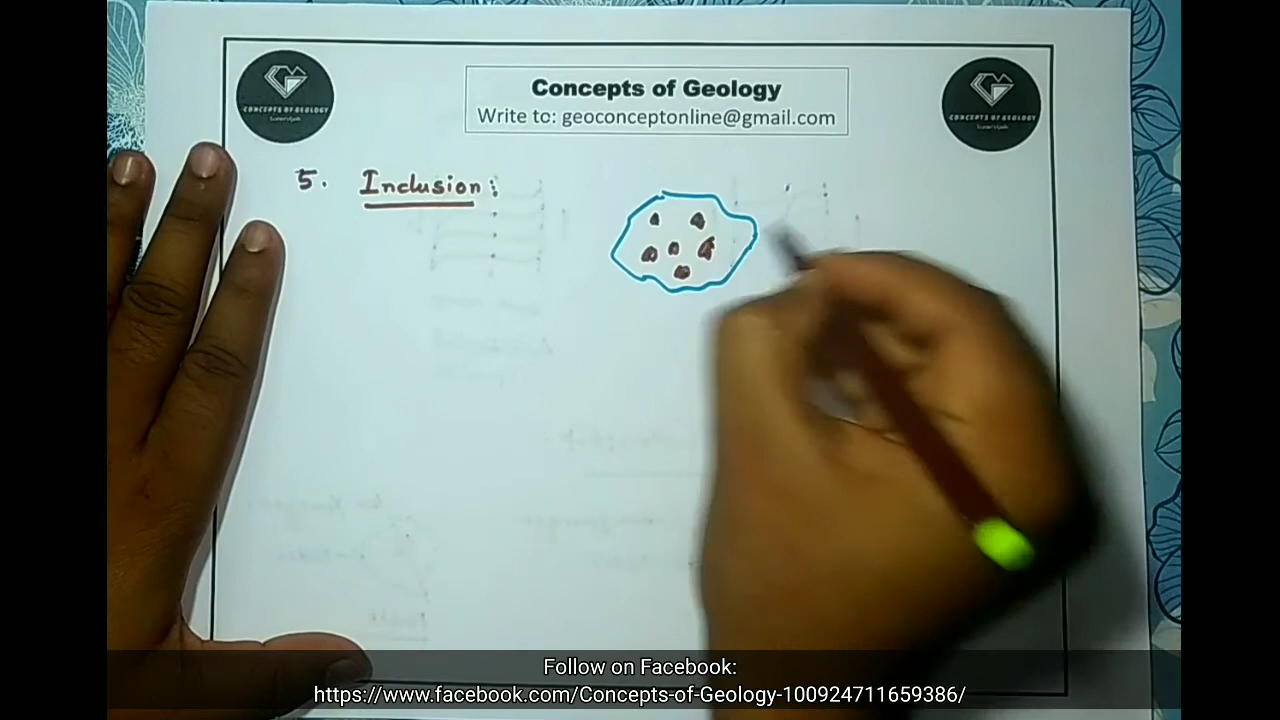 Concepts of Geology
Write to: geoconceptonline@gmail.com
CONCEPTS OF GEOLOGY
CONCEPTS OF GEOLOGY
5. Inclusion:
Follow on Facebook:
https://www.facebook.com/Concepts-of-Geology-100924711659386/